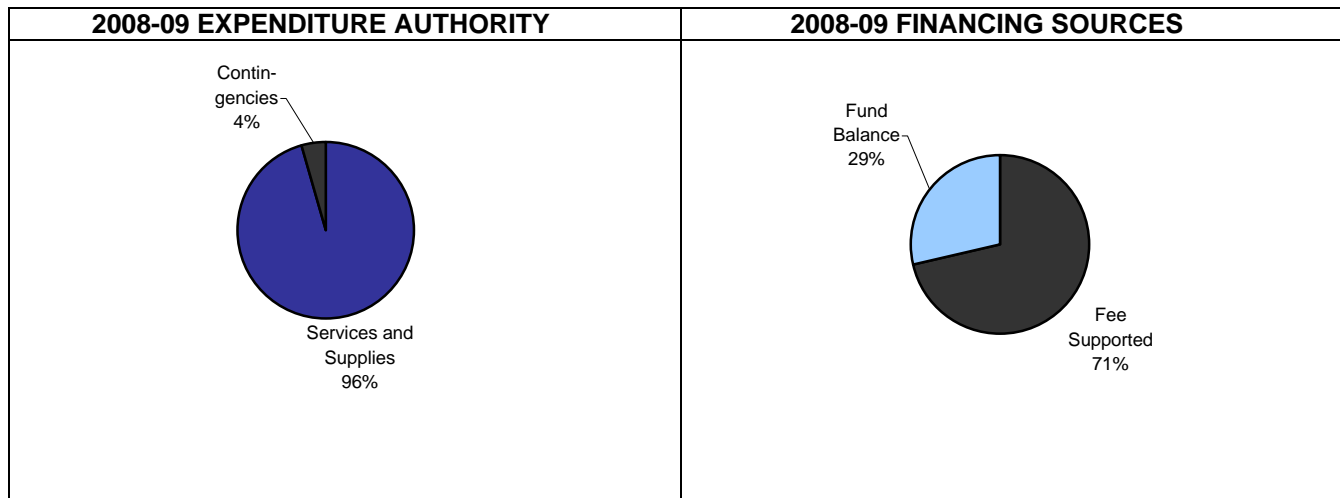 2008-09 EXPENDITURE AUTHORITY
Contin-
gencies
4%
Services and
Supplies
96%
2008-09 FINANCING SOURCES
Fund
Balance
29%
Fee
Supported
71%